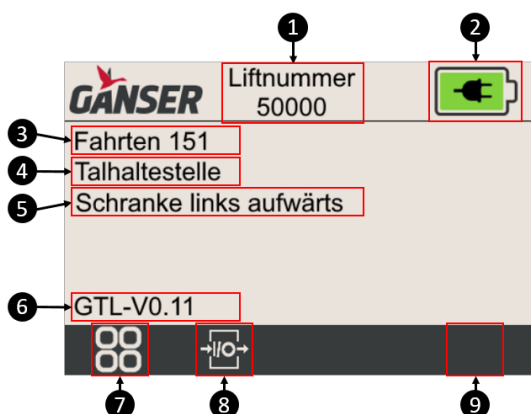 1
2
GANSER
Liftnummer
50000
3
Fahrten 151
4
Talhaltestelle
5
Schranke links aufwärts
6
GTL-V0.11
I/O
7
8
9